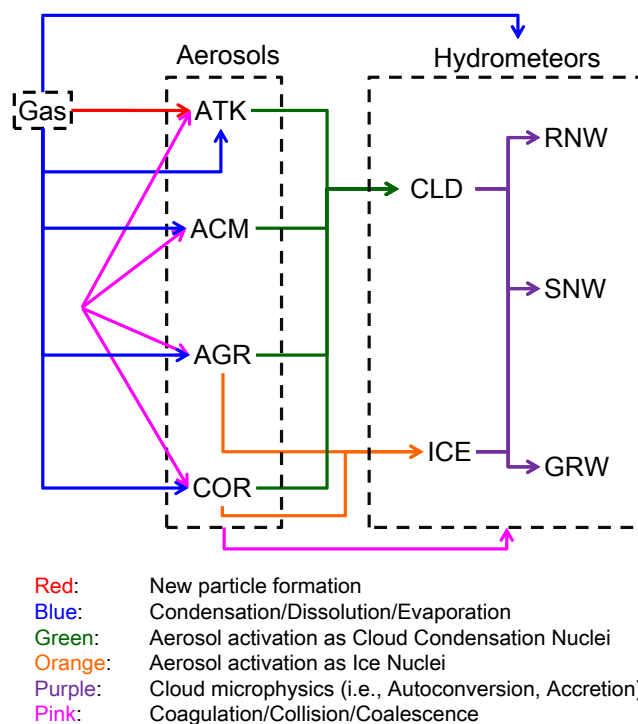 Aerosols
Hydrometeors
Gas
ATK
RNW
CLD
ACM
SNW
AGR
ICE
GRW
COR
Red: New particle formation
Blue: Condensation/Dissolution/Evaporation
Green: Aerosol activation as Cloud Condensation Nuclei
Orange: Aerosol activation as Ice Nuclei
Purple: Cloud microphysics (i.e., Autoconversion, Accretion)
Pink: Coagulation/Collision/Coalescence